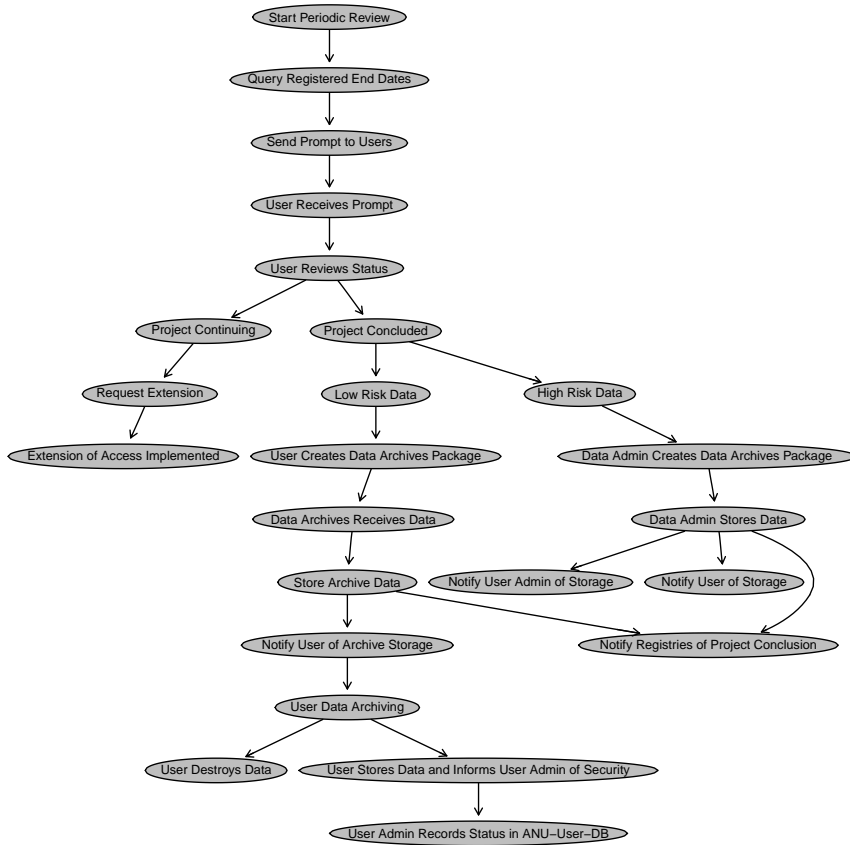 Start Periodic Review
Query Registered End Dates
Send Prompt to Users
User Receives Prompt
User Reviews Status
Project Continuing
Project Concluded
Request Extension
Low Risk Data
High Risk Data
Extension of Access Implemented
User Creates Data Archives Package
Data Admin Creates Data Archives Package
Data Archives Receives Data
Data Admin Stores Data
Store Archive Data
Notify User Admin of Storage
Notify User of Storage
Notify User of Archive Storage
Notify Registries of Project Conclusion
User Data Archiving
User Destroys Data
User Stores Data and Informs User Admin of Security
User Admin Records Status in ANU−User−DB